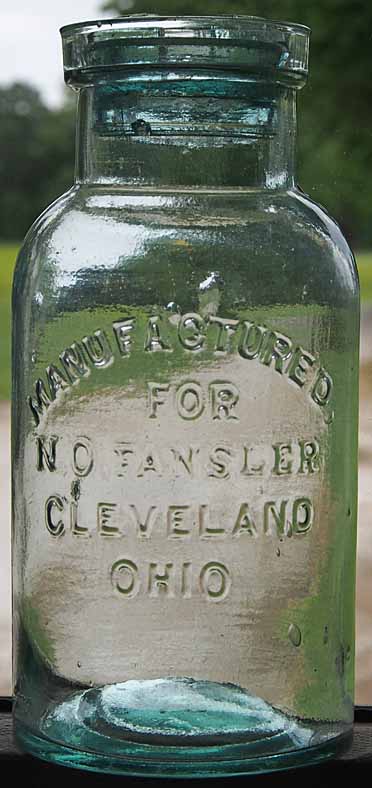 MANUFACTURED
FOR
N O FANSLER
CLEVELAND
OHIO